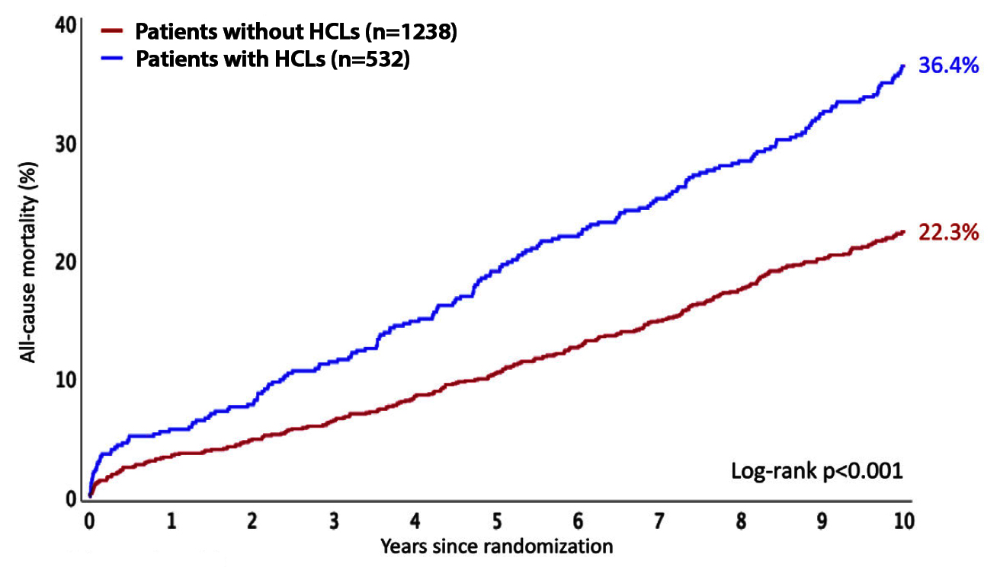 40
Patients without HCLs (n=1238)
Patients with HCLs (n=532)
36.4%
30
22.3%
20
10
0
All-cause mortality (%)
Log-rank p<0.001
0 1 2 3 4 5 6 7 8 9 10
Years since randomization